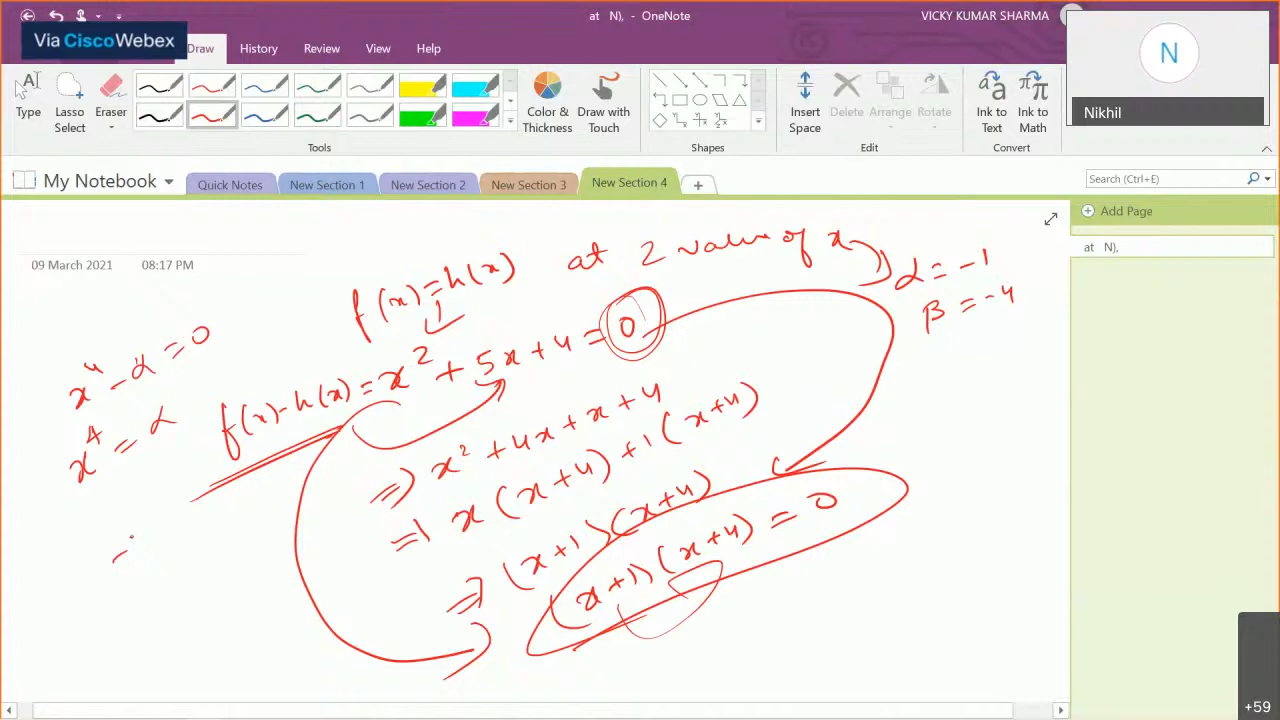 at N), - OneNote
VICKY KUMAR SHARMA
Via Cisco Webex
Draw History Review View Help
N
Nikhil
Type
Lasso Select
Eraser
Color & Thickness
Draw with Touch
Insert Space
Delete
Arrange
Rotate
Ink to Text
Ink to Math
Tools
Shapes
Edit
Convert
My Notebook
Quick Notes
New Section 1
New Section 2
New Section 3
New Section 4
Search (Ctrl+E)
Add Page
at N),
09 March 2021 08:17 PM
f(x) = h(x) at 2 value of x
α = -1
β = -4
x⁴ - α = 0
x⁴ = α
f(x) - h(x) = x² + 5x + 4 = 0
⇒ x² + 4x + x + 4
⇒ x(x+4) + 1(x+4)
⇒ (x+1)(x+4)
(x+1)(x+4) = 0
+59